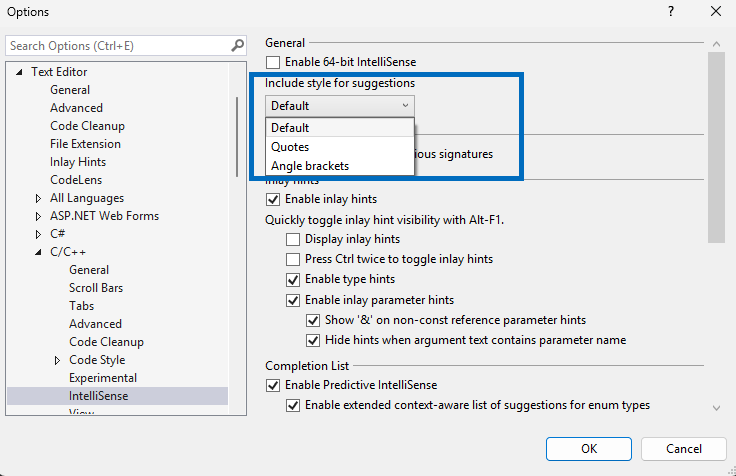 Options
?
Search Options (Ctrl+E)
Text Editor
General
Advanced
Code Cleanup
File Extension
Inlay Hints
CodeLens
All Languages
ASP.NET Web Forms
C#
C/C++
General
Scroll Bars
Tabs
Advanced
Code Cleanup
Code Style
Experimental
IntelliSense
View
General
Enable 64-bit IntelliSense
Include style for suggestions
Default
Default
Quotes
Angle brackets
ious signatures
Inlay hints
Enable inlay hints
Quickly toggle inlay hint visibility with Alt-F1.
Display inlay hints
Press Ctrl twice to toggle inlay hints
Enable type hints
Enable inlay parameter hints
Show '&' on non-const reference parameter hints
Hide hints when argument text contains parameter name
Completion List
Enable Predictive IntelliSense
Enable extended context-aware list of suggestions for enum types
OK
Cancel